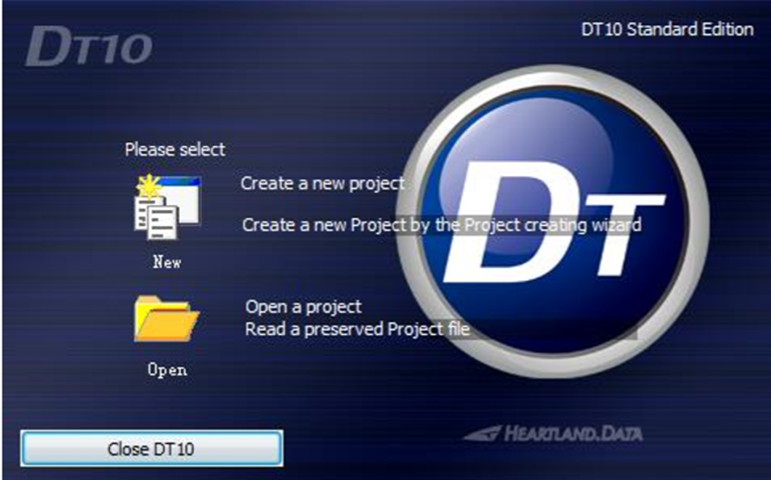 DT10
DT10 Standard Edition
Please select
Create a new project
Create a new Project by the Project creating wizard
New
DT
Open a project
Read a preserved Project file
Open
Close DT10
HEARTLAND.DATA